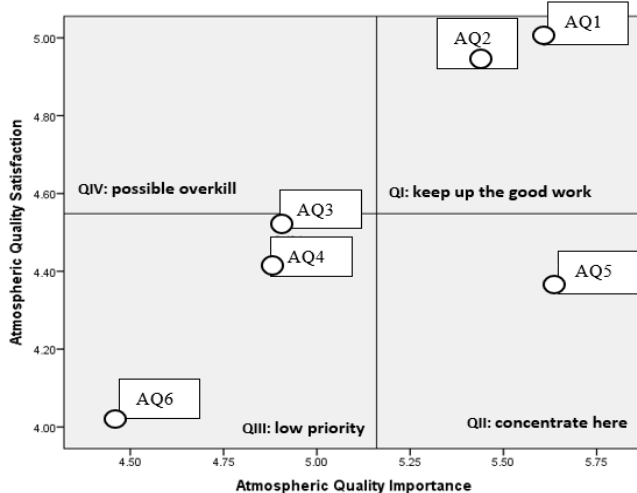 AQ1
AQ2
5.00
4.80
4.60
4.40
4.20
4.00
Atmospheric Quality Satisfaction
QIV: possible overkill
QI: keep up the good work
AQ3
AQ4
AQ5
AQ6
QIII: low priority
QII: concentrate here
4.50
4.75
5.00
5.25
5.50
5.75
Atmospheric Quality Importance